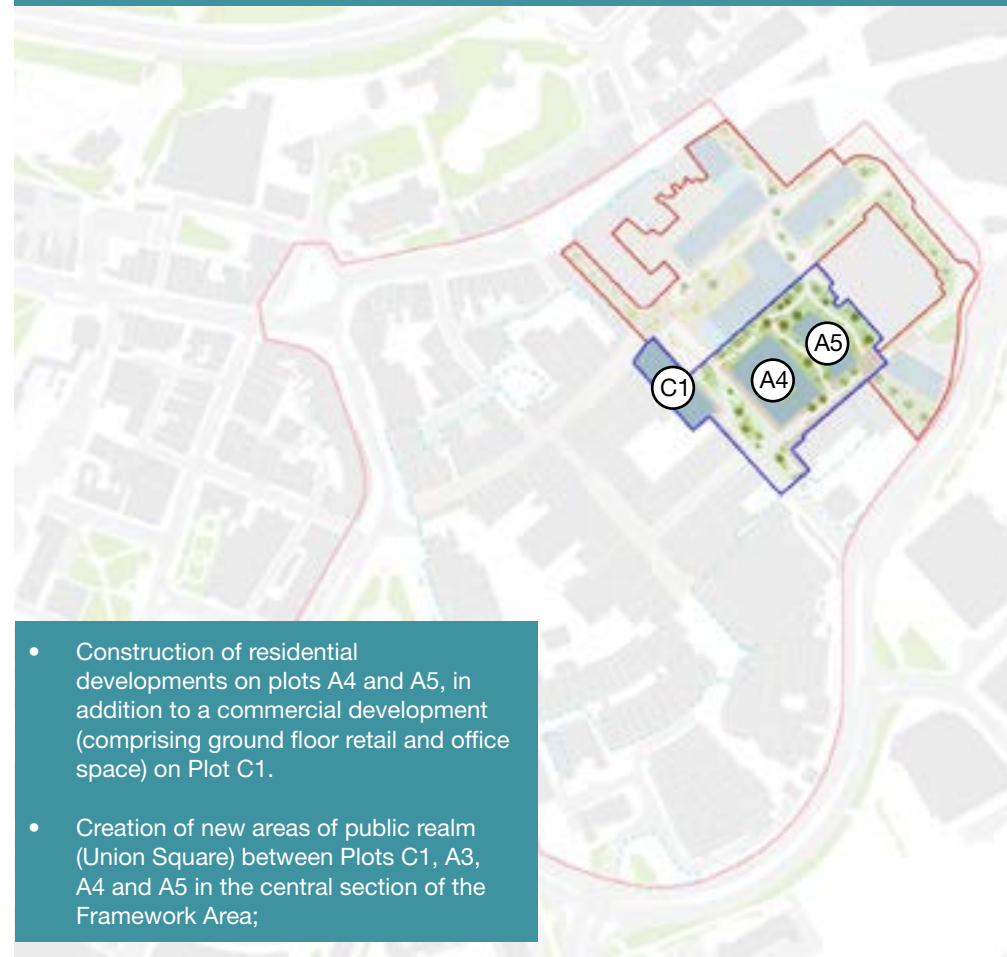 A5
A4
C1
• Construction of residential
developments on plots A4 and A5, in
addition to a commercial development
(comprising ground floor retail and office
space) on Plot C1.
• Creation of new areas of public realm
(Union Square) between Plots C1, A3,
A4 and A5 in the central section of the
Framework Area;